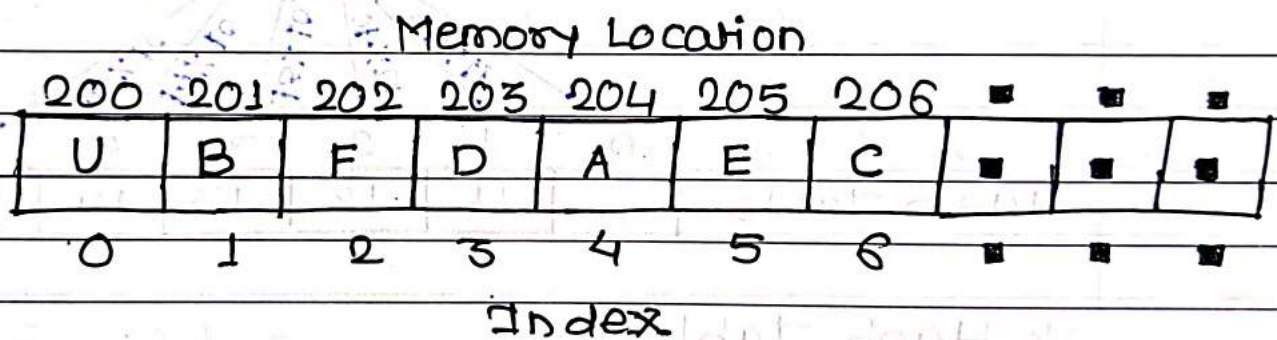 Memory Location
200 201 202 203 204 205 206 ▪ ▪ ▪
U B F D A E C ▪ ▪ ▪
0 1 2 3 4 5 6 ▪ ▪ ▪
Index